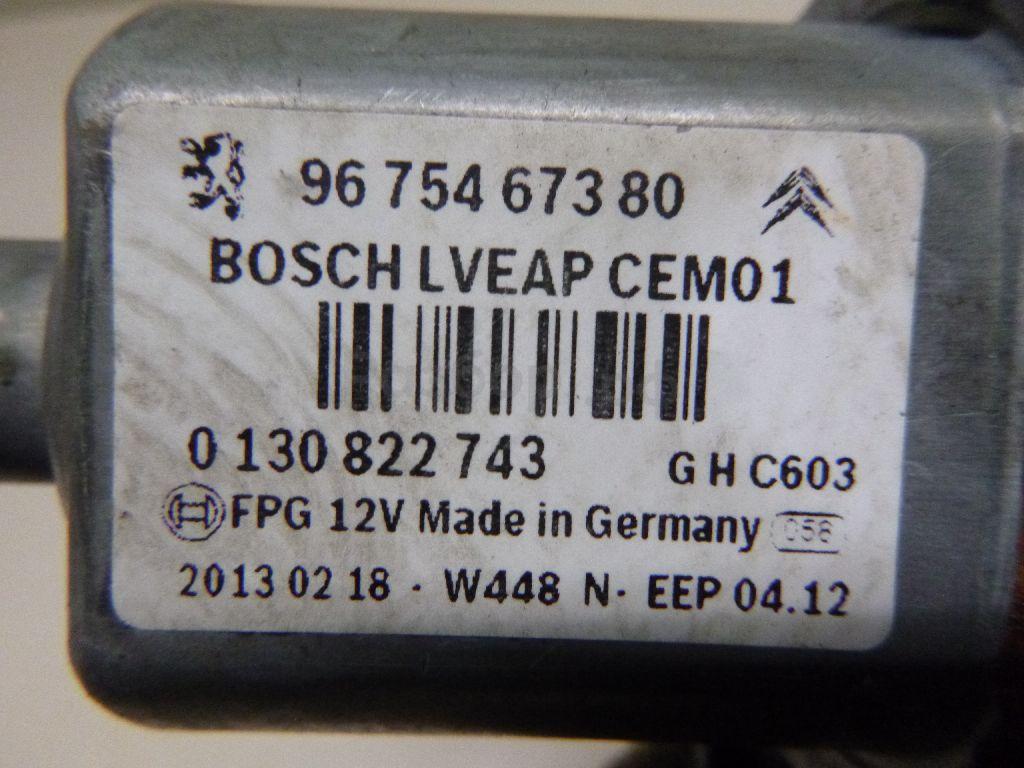 96 754 673 80
BOSCH LVEAP CEM01
0 130 822 743 G H C603
FPG 12V Made in Germany 056
2013 02 18 · W448 N· EEP 04.12